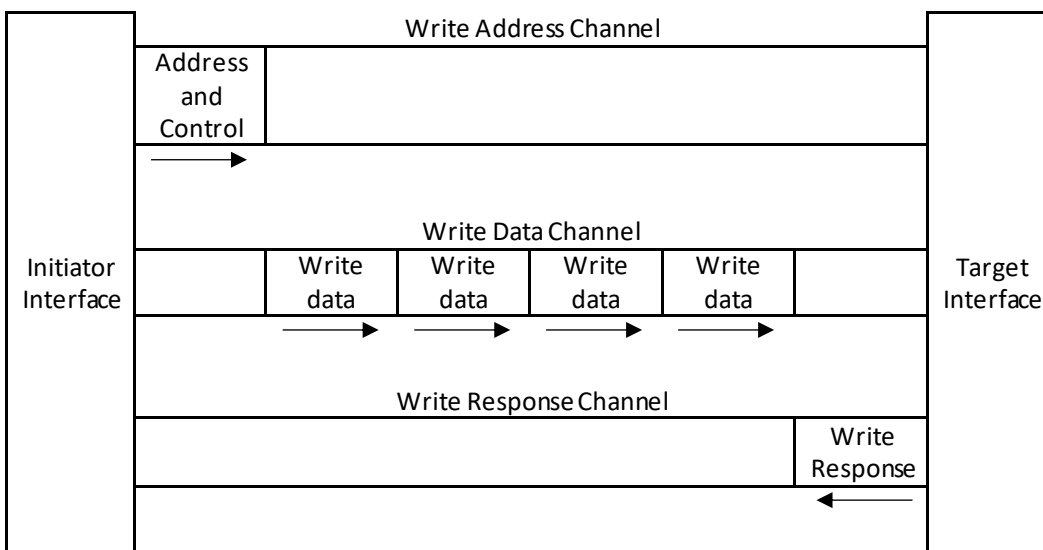 Write Address Channel
Address
and
Control
Write Data Channel
Initiator
Interface
Write
data
Write
data
Write
data
Write
data
Target
Interface
Write Response Channel
Write
Response